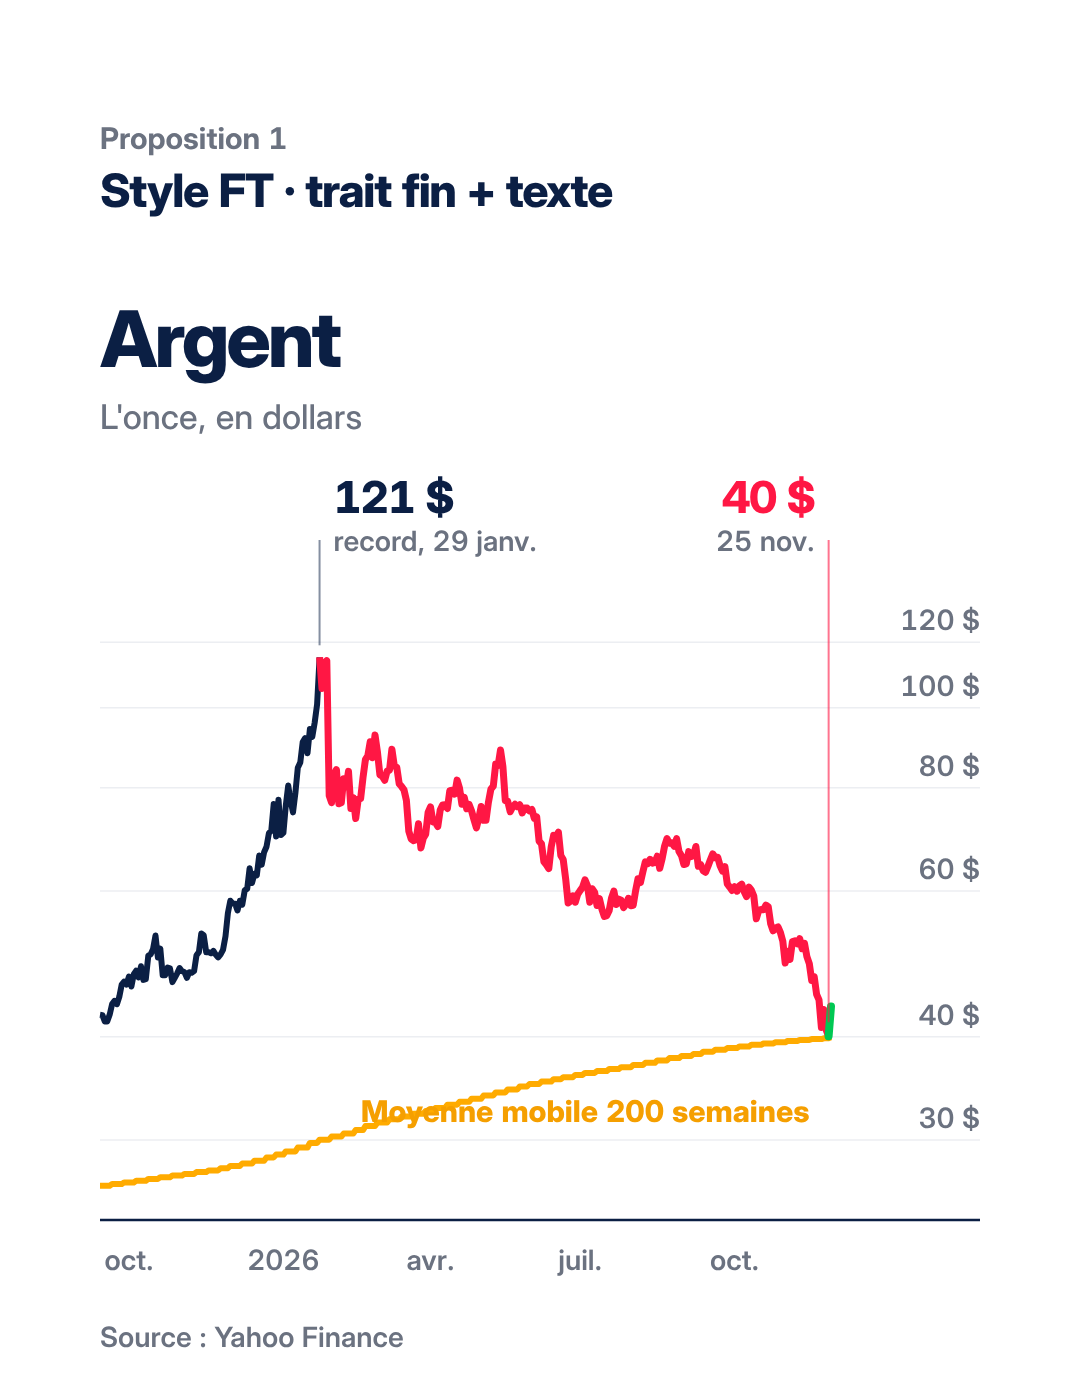 Proposition 1
Style FT · trait fin + texte
Argent
L'once, en dollars
121 $
record, 29 janv.
40 $
25 nov.
120 $
100 $
80 $
60 $
40 $
Moyenne mobile 200 semaines
30 $
oct. 2026 avr. juil. oct.
Source : Yahoo Finance